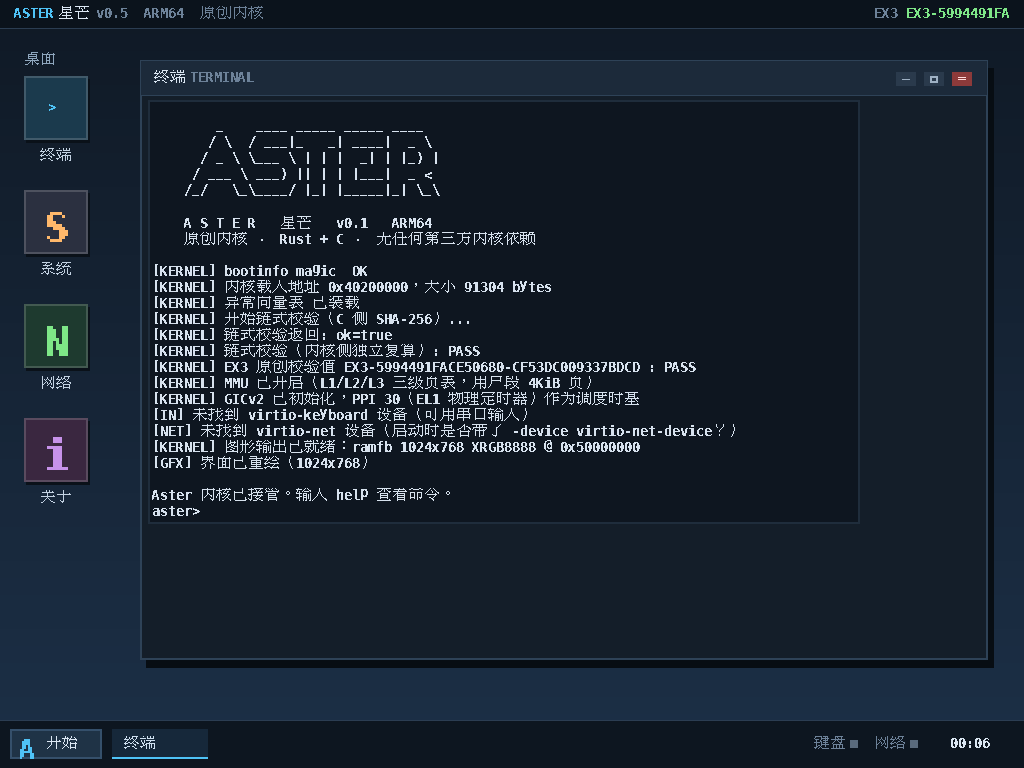 ASTER 星芒 v0.5 ARM64 原创内核
EX3 EX3-5994491FA
桌面
>
终端
S
系统
N
网络
i
关于
终端 TERMINAL
ASTER
A S T E R 星芒 v0.1 ARM64
原创内核 · Rust + C · 无任何第三方内核依赖
[KERNEL] bootinfo magic OK
[KERNEL] 内核载入地址 0x40200000，大小 91304 bytes
[KERNEL] 异常向量表 已装载
[KERNEL] 开始链式校验（C 侧 SHA-256）...
[KERNEL] 链式校验返回: ok=true
[KERNEL] 链式校验（内核侧独立复算）: PASS
[KERNEL] EX3 原创校验值 EX3-5994491FACE50680-CF53DC009337BDCD : PASS
[KERNEL] MMU 已开启（L1/L2/L3 三级页表，用户段 4KiB 页）
[KERNEL] GICv2 已初始化，PPI 30（EL1 物理定时器）作为调度时基
[IN] 未找到 virtio-keyboard 设备（可用串口输入）
[NET] 未找到 virtio-net 设备（启动时是否带了 -device virtio-net-device？）
[KERNEL] 图形输出已就绪：ramfb 1024x768 XRGB8888 @ 0x50000000
[GFX] 界面已重绘（1024x768）
Aster 内核已接管。输入 help 查看命令。
aster>
A 开始
终端
键盘
网络
00:06